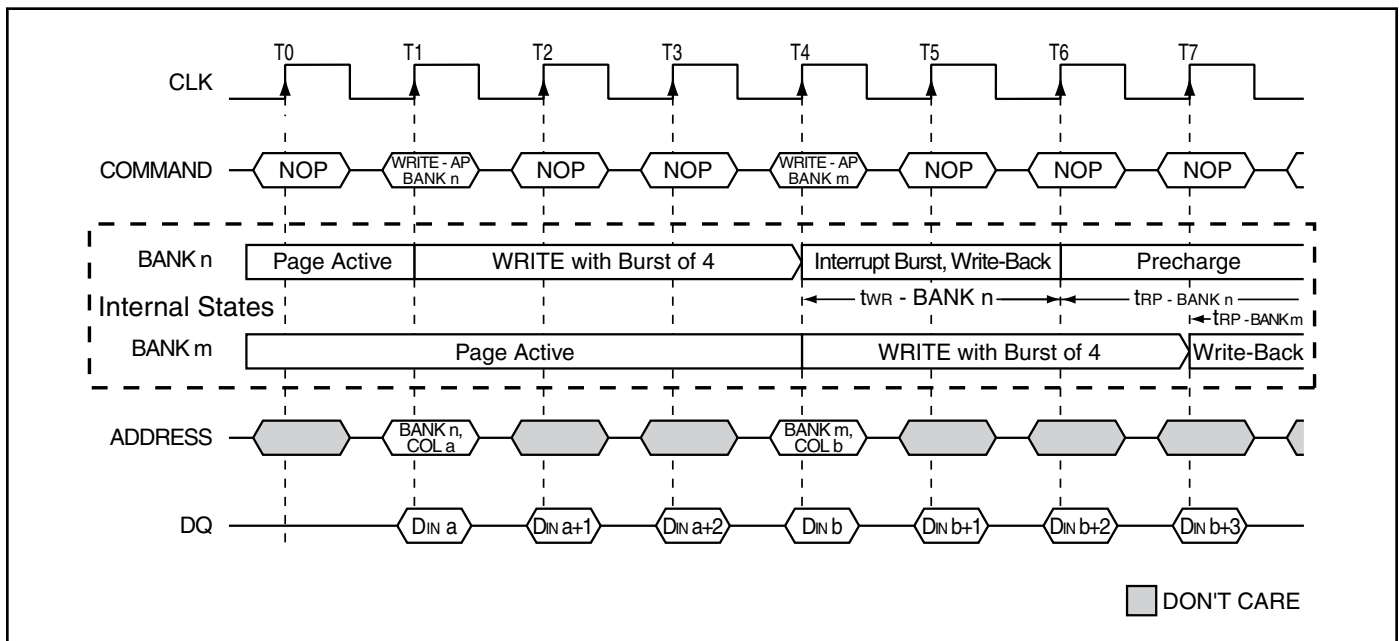 T0 T1 T2 T3 T4 T5 T6 T7
CLK
COMMAND NOP WRITE - AP BANK n NOP NOP WRITE - AP BANK m NOP NOP NOP
BANK n Page Active WRITE with Burst of 4 Interrupt Burst, Write-Back Precharge
tWR - BANK n tRP - BANK n
Internal States tRP - BANK m
BANK m Page Active WRITE with Burst of 4 Write-Back
ADDRESS BANK n, COL a BANK m, COL b
DQ DIN a DIN a+1 DIN a+2 DIN b DIN b+1 DIN b+2 DIN b+3
DON'T CARE